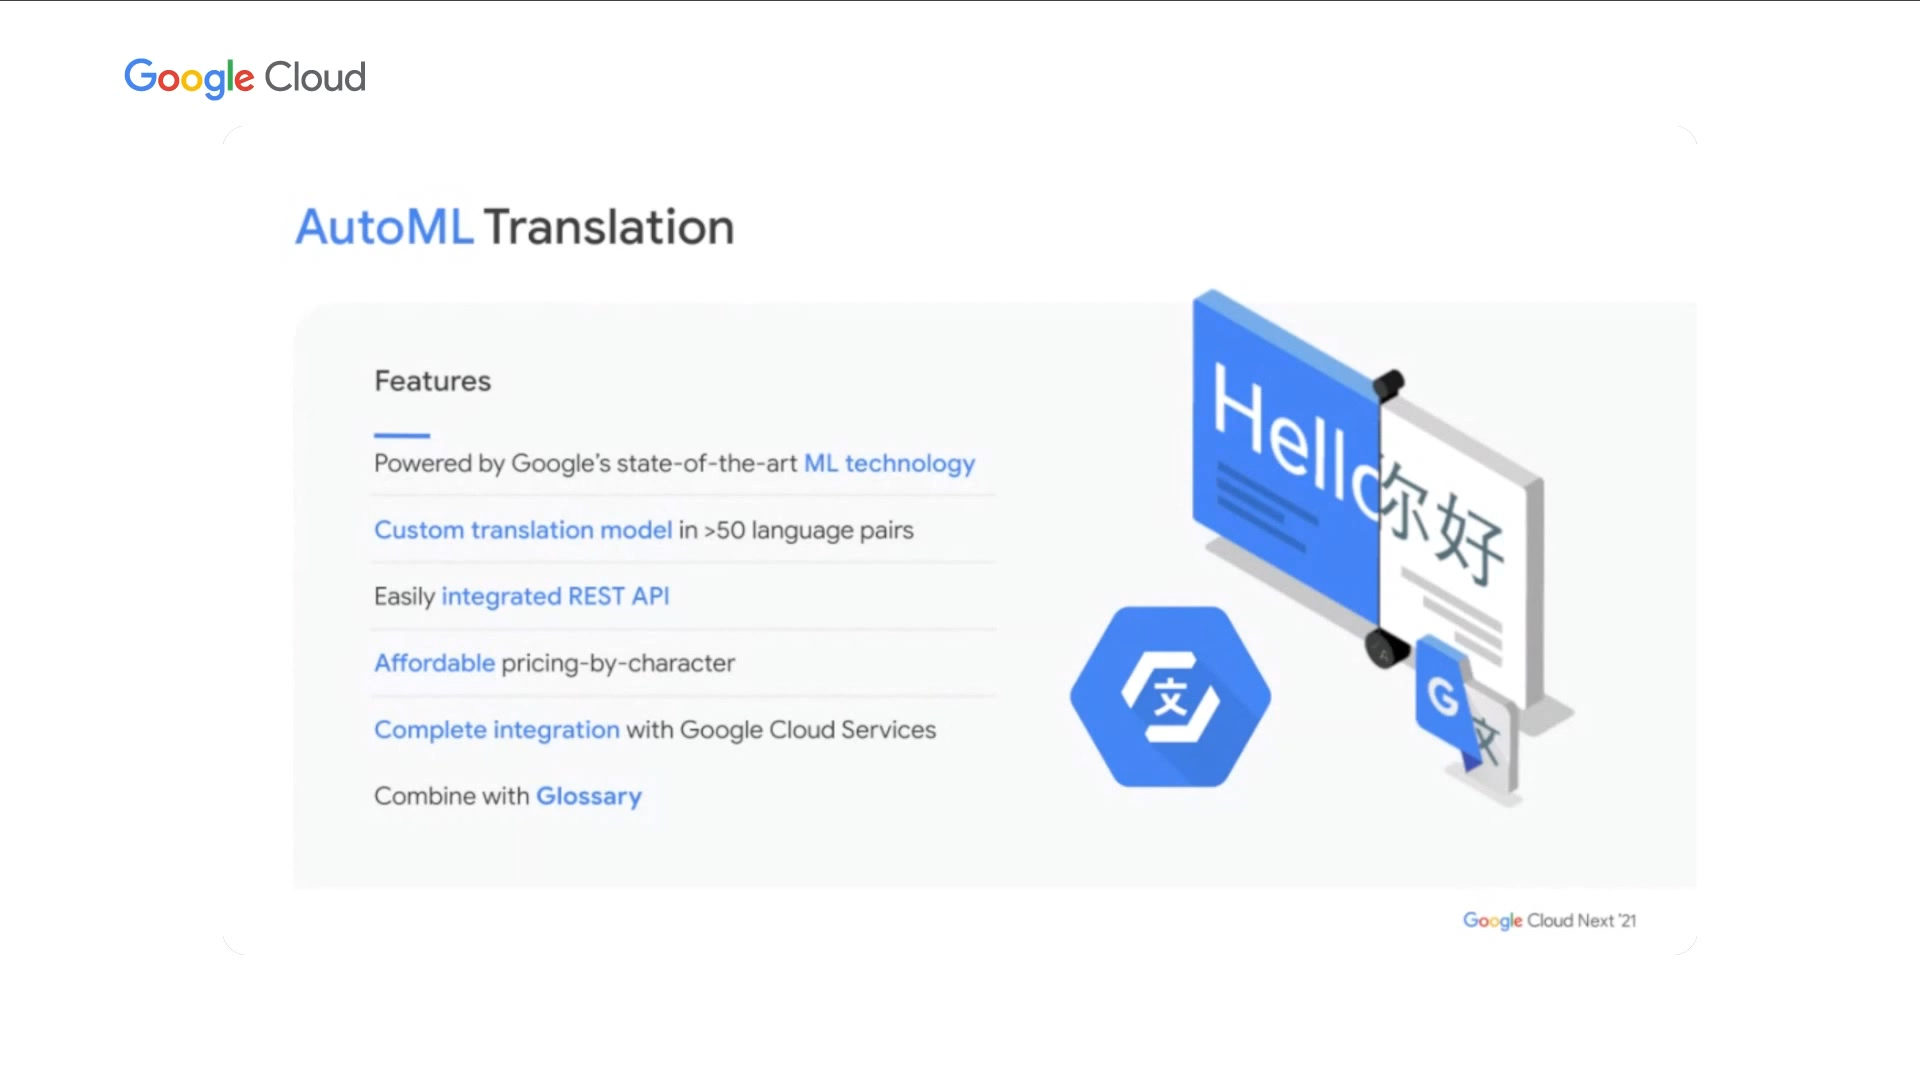 Google Cloud
AutoML Translation
Features
Powered by Google's state-of-the-art ML technology
Custom translation model in >50 language pairs
Easily integrated REST API
Affordable pricing-by-character
Complete integration with Google Cloud Services
Combine with Glossary
Hello
你好
文
G
文
Google Cloud Next '21